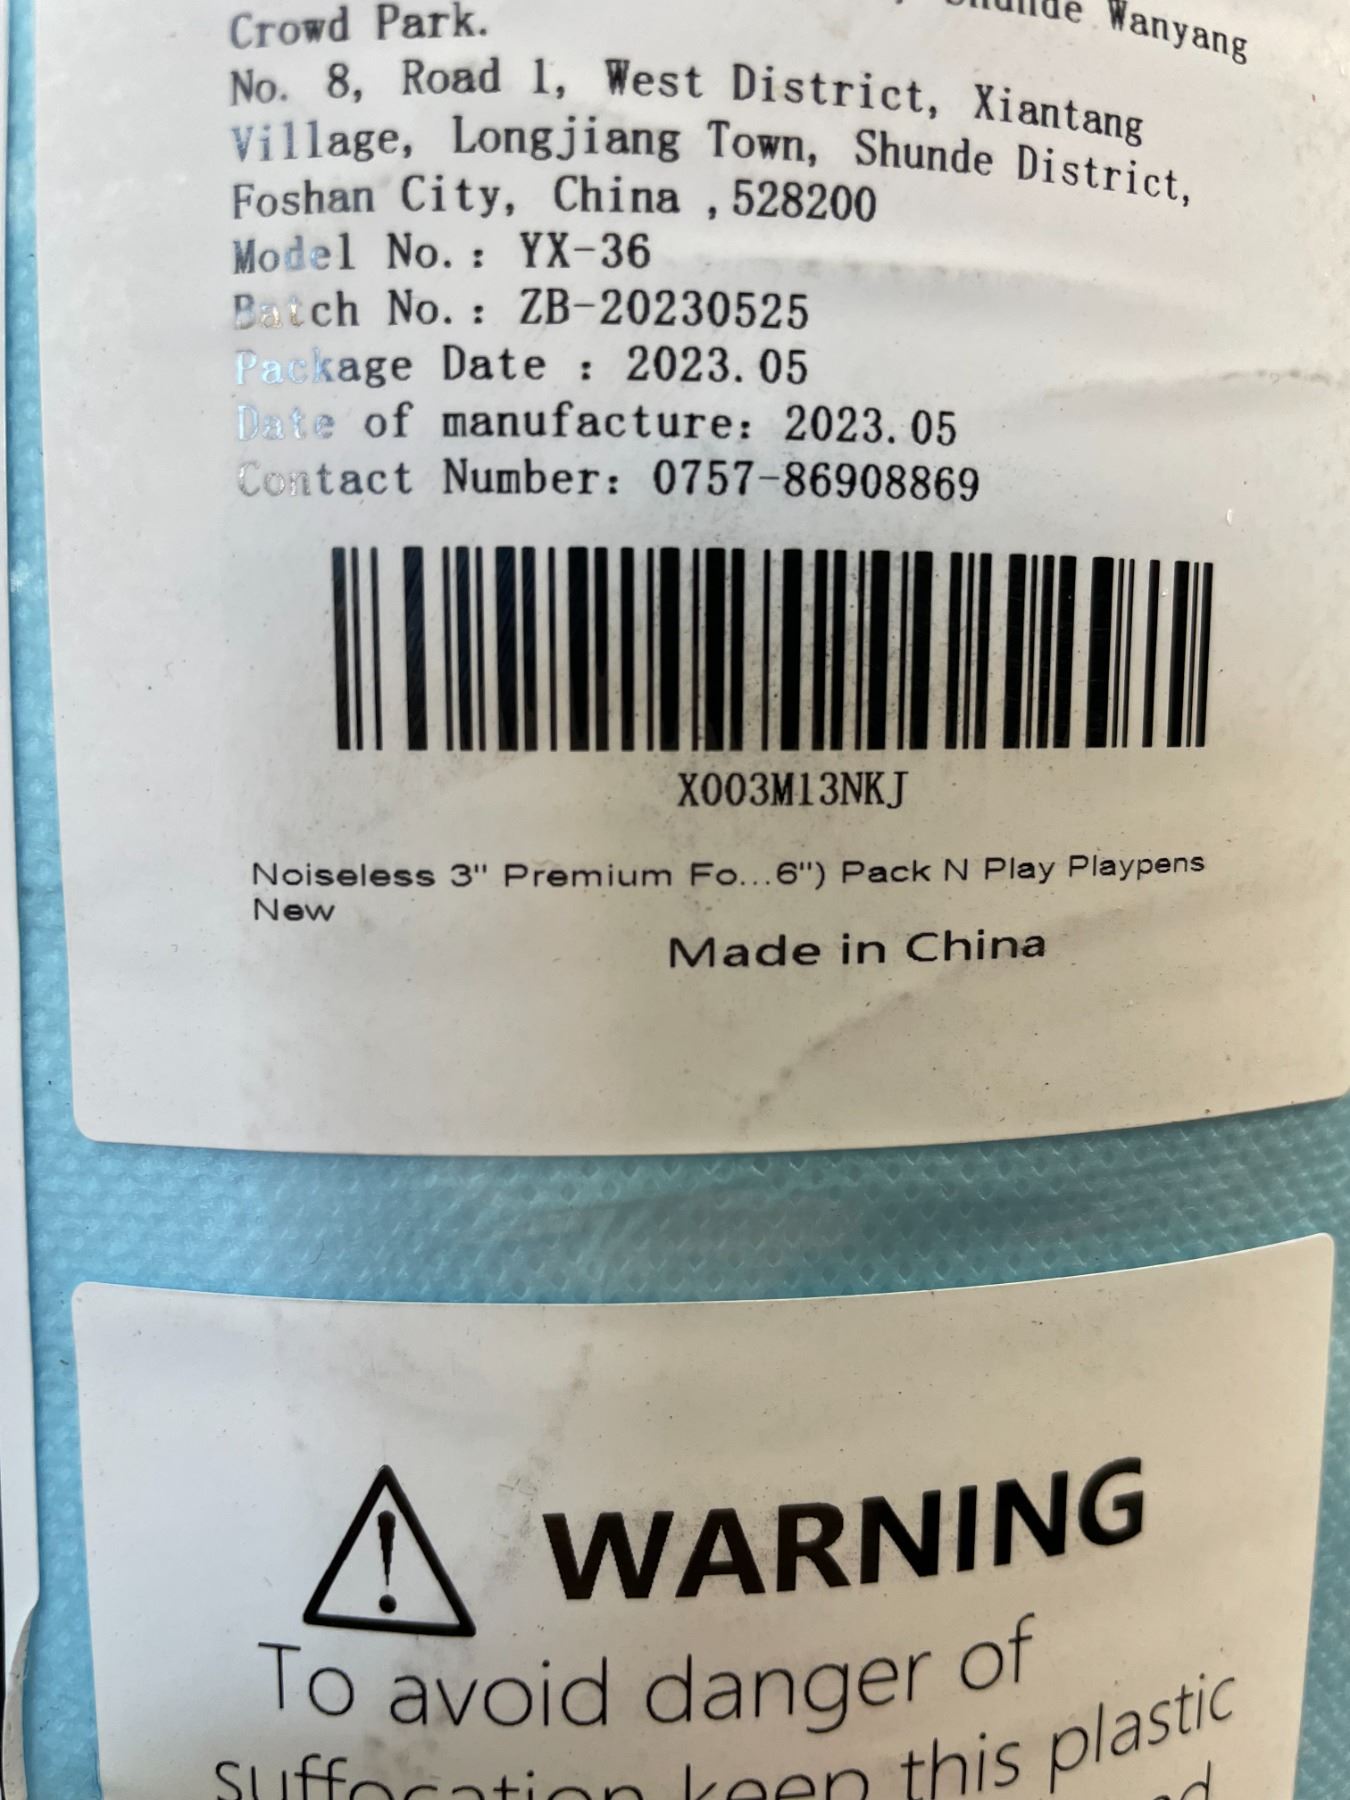 Shunde Wanyang
Crowd Park.
No. 8, Road 1, West District, Xiantang
Village, Longjiang Town, Shunde District,
Foshan City, China ,528200
Model No.: YX-36
Batch No.: ZB-20230525
Package Date : 2023.05
Date of manufacture: 2023.05
Contact Number: 0757-86908869
X003M13NKJ
Noiseless 3" Premium Fo...6") Pack N Play Playpens
New
Made in China
WARNING
To avoid danger of
suffocation keep this plastic